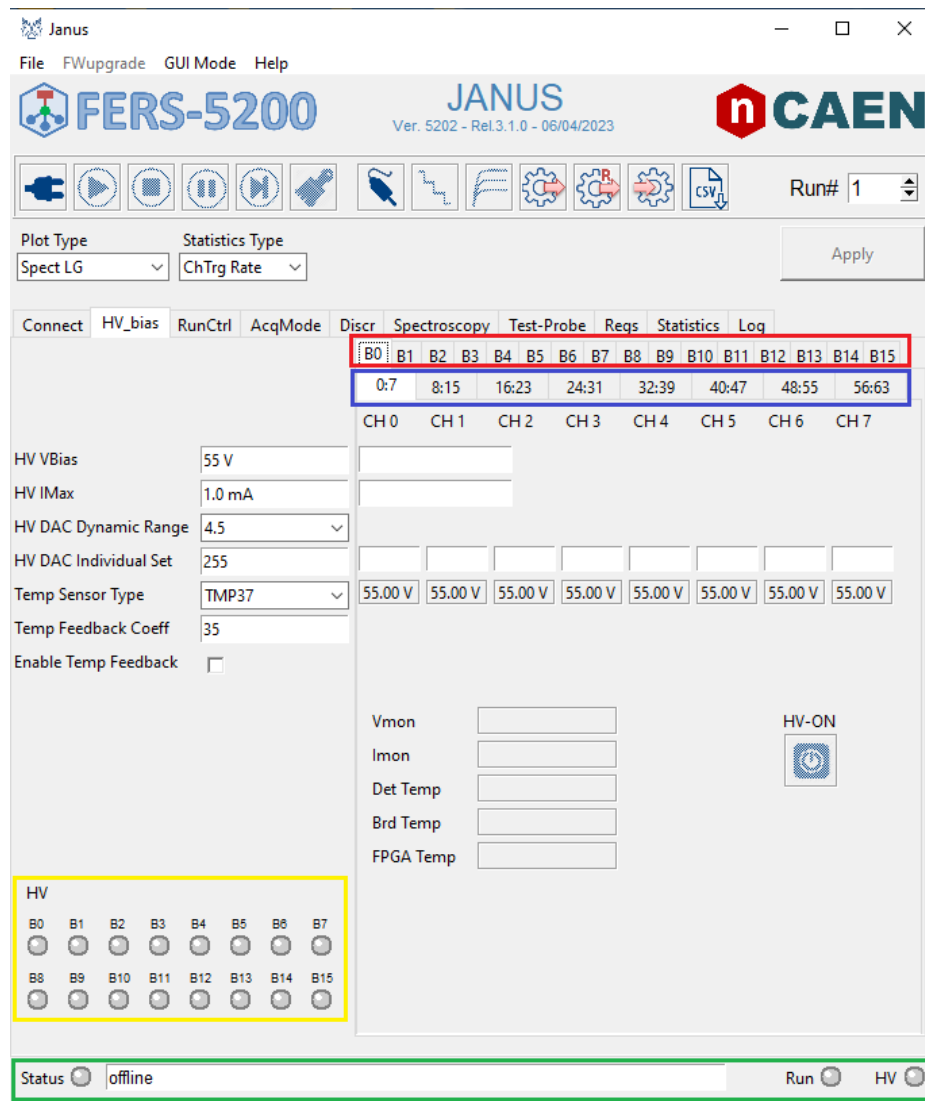 Janus
File FWupgrade GUI Mode Help
FERS-5200
JANUS
Ver. 5202 - Rel.3.1.0 - 06/04/2023
n CAEN
R
CSV
Run# 1
Plot Type Statistics Type
Spect LG ChTrg Rate
Apply
Connect HV_bias RunCtrl AcqMode Discr Spectroscopy Test-Probe Regs Statistics Log
B0 B1 B2 B3 B4 B5 B6 B7 B8 B9 B10 B11 B12 B13 B14 B15
0:7 8:15 16:23 24:31 32:39 40:47 48:55 56:63
CH 0 CH 1 CH 2 CH 3 CH 4 CH 5 CH 6 CH 7
HV VBias 55 V
HV IMax 1.0 mA
HV DAC Dynamic Range 4.5
HV DAC Individual Set 255
Temp Sensor Type TMP37 55.00 V 55.00 V 55.00 V 55.00 V 55.00 V 55.00 V 55.00 V 55.00 V
Temp Feedback Coeff 35
Enable Temp Feedback
Vmon HV-ON
Imon
Det Temp
Brd Temp
FPGA Temp
HV
B0 B1 B2 B3 B4 B5 B6 B7
B8 B9 B10 B11 B12 B13 B14 B15
Status offline Run HV